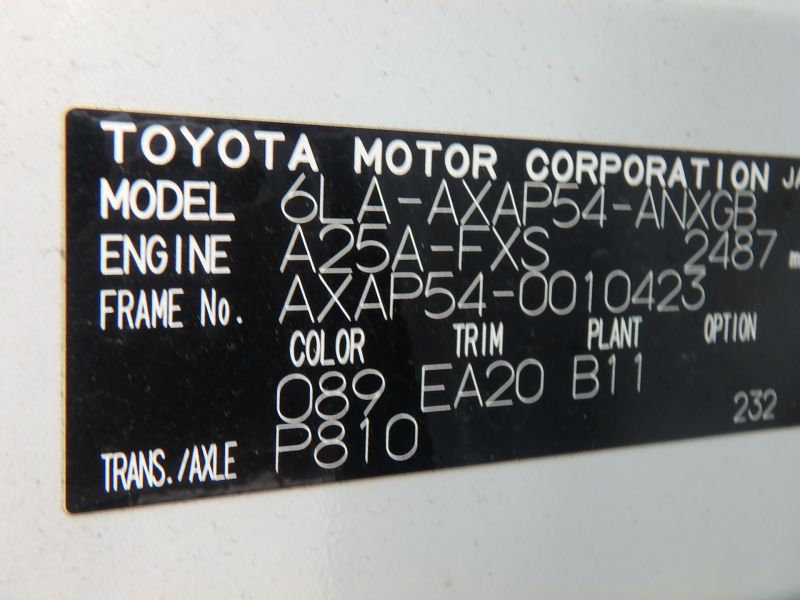 TOYOTA MOTOR CORPORATION JA
MODEL 6LA-AXAP54-ANXGB
ENGINE A25A-FXS 2487 m
FRAME No. AXAP54-0010423
COLOR TRIM PLANT OPTION
089 EA20 B11
232
TRANS./AXLE P810